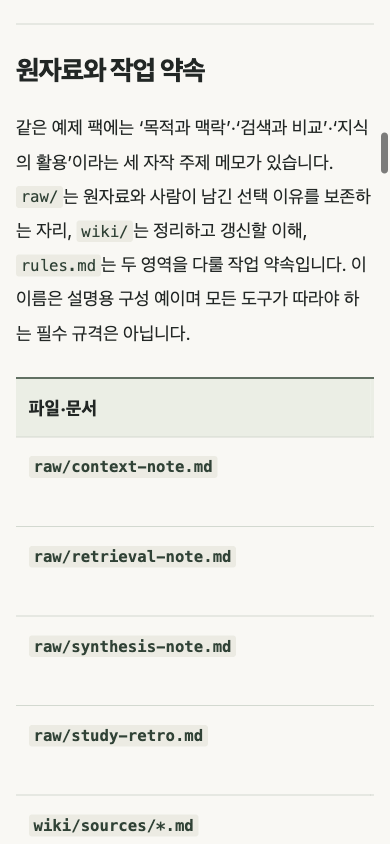 원자료와 작업 약속
같은 예제 팩에는 ‘목적과 맥락’·‘검색과 비교’·‘지식
의 활용’이라는 세 자작 주제 메모가 있습니다.
raw/는 원자료와 사람이 남긴 선택 이유를 보존하
는 자리, wiki/는 정리하고 갱신할 이해,
rules.md는 두 영역을 다룰 작업 약속입니다. 이
이름은 설명용 구성 예이며 모든 도구가 따라야 하
는 필수 규격은 아닙니다.
파일·문서
raw/context-note.md
raw/retrieval-note.md
raw/synthesis-note.md
raw/study-retro.md
wiki/sources/*.md